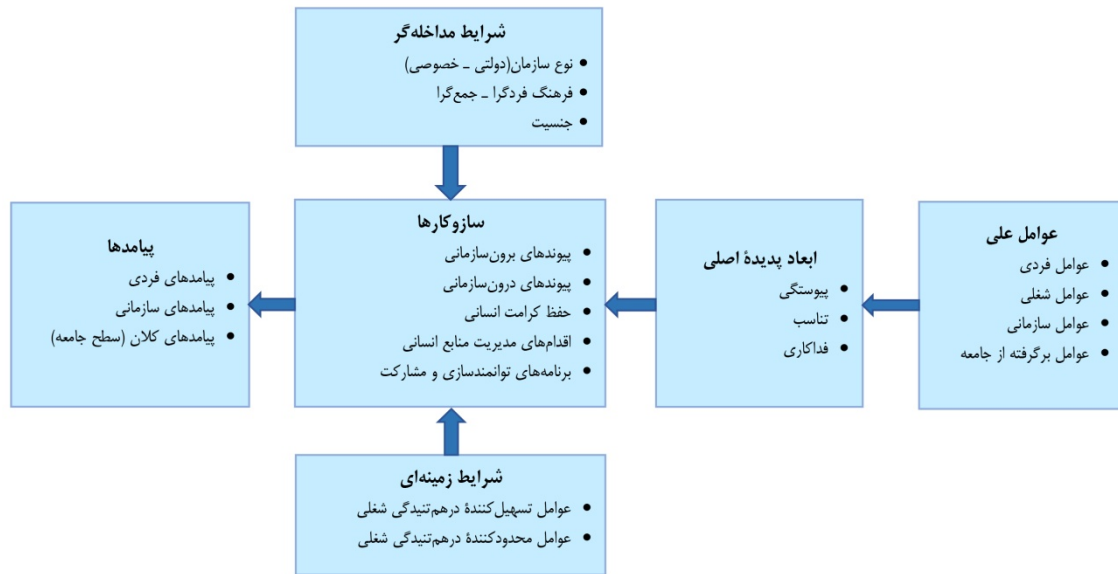 شرایط مداخله‌گر
• نوع سازمان(دولتی ـ خصوصی)
• فرهنگ فردگرا ـ جمع‌گرا
• جنسیت
عوامل علی
• عوامل فردی
• عوامل شغلی
• عوامل سازمانی
• عوامل برگرفته از جامعه
ابعاد پدیدۀ اصلی
• پیوستگی
• تناسب
• فداکاری
سازوکارها
• پیوندهای برون‌سازمانی
• پیوندهای درون‌سازمانی
• حفظ کرامت انسانی
• اقدام‌های مدیریت منابع انسانی
• برنامه‌های توانمندسازی و مشارکت
پیامدها
• پیامدهای فردی
• پیامدهای سازمانی
• پیامدهای کلان (سطح جامعه)
شرایط زمینه‌ای
• عوامل تسهیل‌کنندۀ درهم‌تنیدگی شغلی
• عوامل محدودکنندۀ درهم‌تنیدگی شغلی